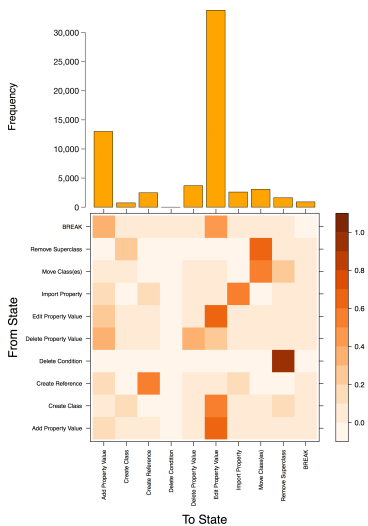 Frequency
30,000
25,000
20,000
15,000
10,000
5,000
0
From State
BREAK
Remove Superclass
Move Class(es)
Import Property
Edit Property Value
Delete Property Value
Delete Condition
Create Reference
Create Class
Add Property Value
1.0
0.8
0.6
0.4
0.2
0.0
Add Property Value
Create Class
Create Reference
Delete Condition
Delete Property Value
Edit Property Value
Import Property
Move Class(es)
Remove Superclass
BREAK
To State